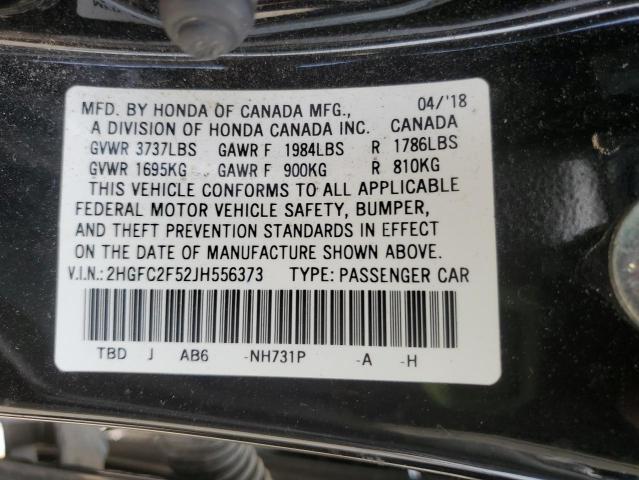 MFD. BY HONDA OF CANADA MFG., 04/'18
A DIVISION OF HONDA CANADA INC. CANADA
GVWR 3737LBS GAWR F 1984LBS R 1786LBS
GVWR 1695KG GAWR F 900KG R 810KG
THIS VEHICLE CONFORMS TO ALL APPLICABLE
FEDERAL MOTOR VEHICLE SAFETY, BUMPER,
AND THEFT PREVENTION STANDARDS IN EFFECT
ON THE DATE OF MANUFACTURE SHOWN ABOVE.
V.I.N.: 2HGFC2F52JH556373 TYPE: PASSENGER CAR
TBD J AB6 -NH731P -A -H